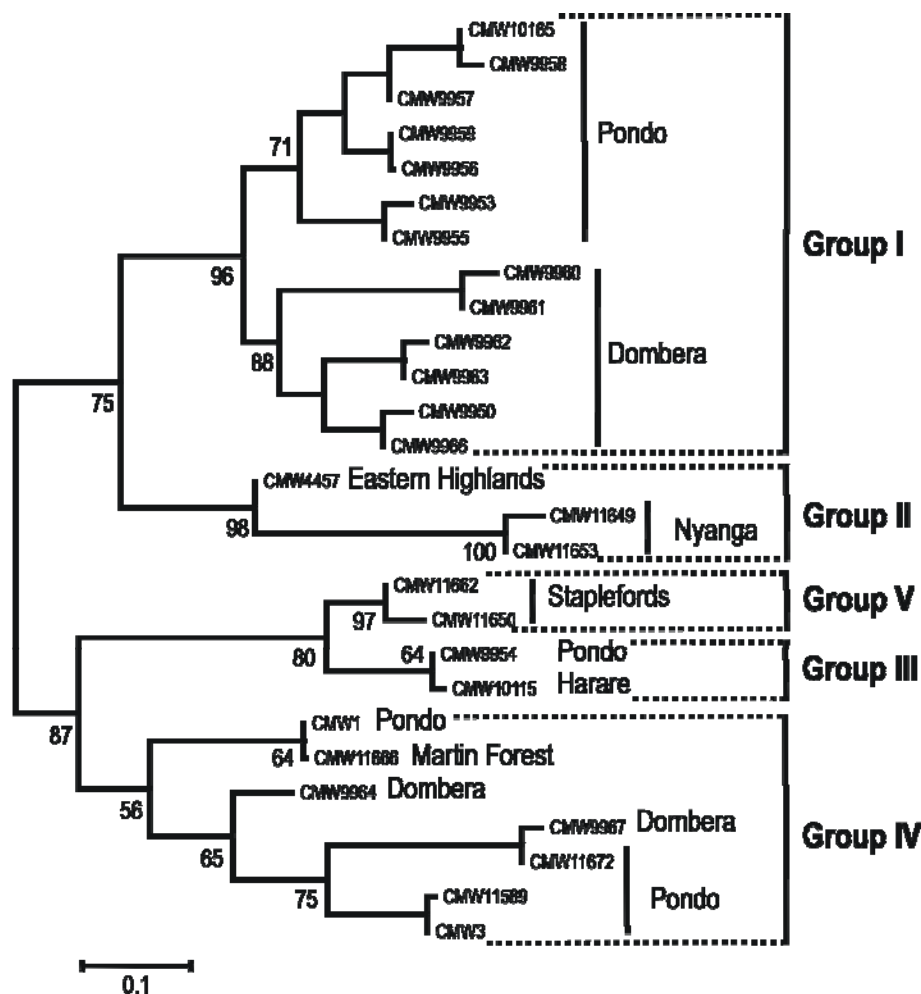 CMW10165
CMW9958
CMW9957
CMW9959
CMW9956
CMW9953
CMW9955
Pondo
71
96
Group I
CMW9960
CMW9961
CMW9962
CMW9963
CMW9950
CMW9966
Dombera
88
75
CMW4457 Eastern Highlands
CMW11649
CMW11653
Nyanga
98
100
Group II
CMW11662
CMW11650
Staplefords
97
Group V
80
64
CMW9954 Pondo
CMW10115 Harare
Group III
87
CMW1 Pondo
64 CMW11666 Martin Forest
56
CMW9964 Dombera
CMW9967 Dombera
65
CMW11672
75
CMW11589
CMW3
Pondo
Group IV
0.1